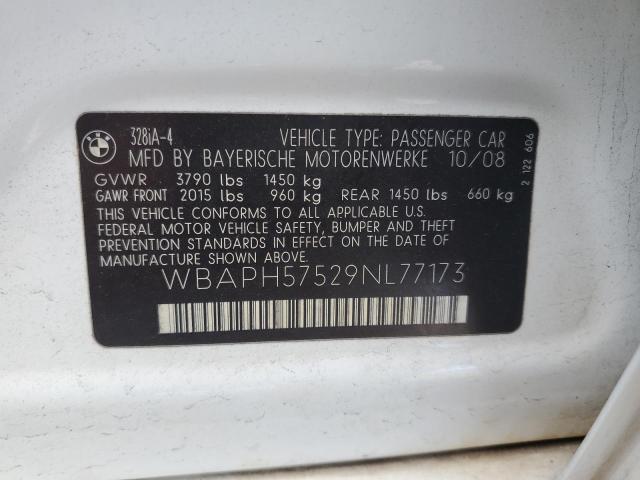 BMW
328iA-4 VEHICLE TYPE: PASSENGER CAR
MFD BY BAYERISCHE MOTORENWERKE 10/08
GVWR 3790 lbs 1450 kg
GAWR FRONT 2015 lbs 960 kg REAR 1450 lbs 660 kg
THIS VEHICLE CONFORMS TO ALL APPLICABLE U.S.
FEDERAL MOTOR VEHICLE SAFETY, BUMPER AND THEFT
PREVENTION STANDARDS IN EFFECT ON THE DATE OF
MANUFACTURE SHOWN ABOVE.
WBAPH57529NL77173
2 122 606